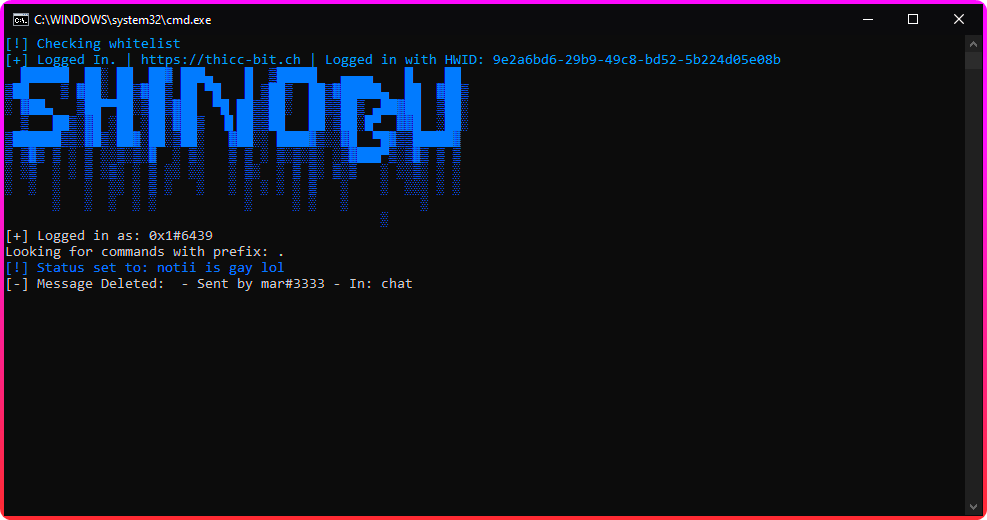 C:\WINDOWS\system32\cmd.exe
[!] Checking whitelist
[+] Logged In. | https://thicc-bit.ch | Logged in with HWID: 9e2a6bd6-29b9-49c8-bd52-5b224d05e08b
SHINOBU
[+] Logged in as: 0x1#6439
Looking for commands with prefix: .
[!] Status set to: notii is gay lol
[-] Message Deleted:  - Sent by mar#3333 - In: chat